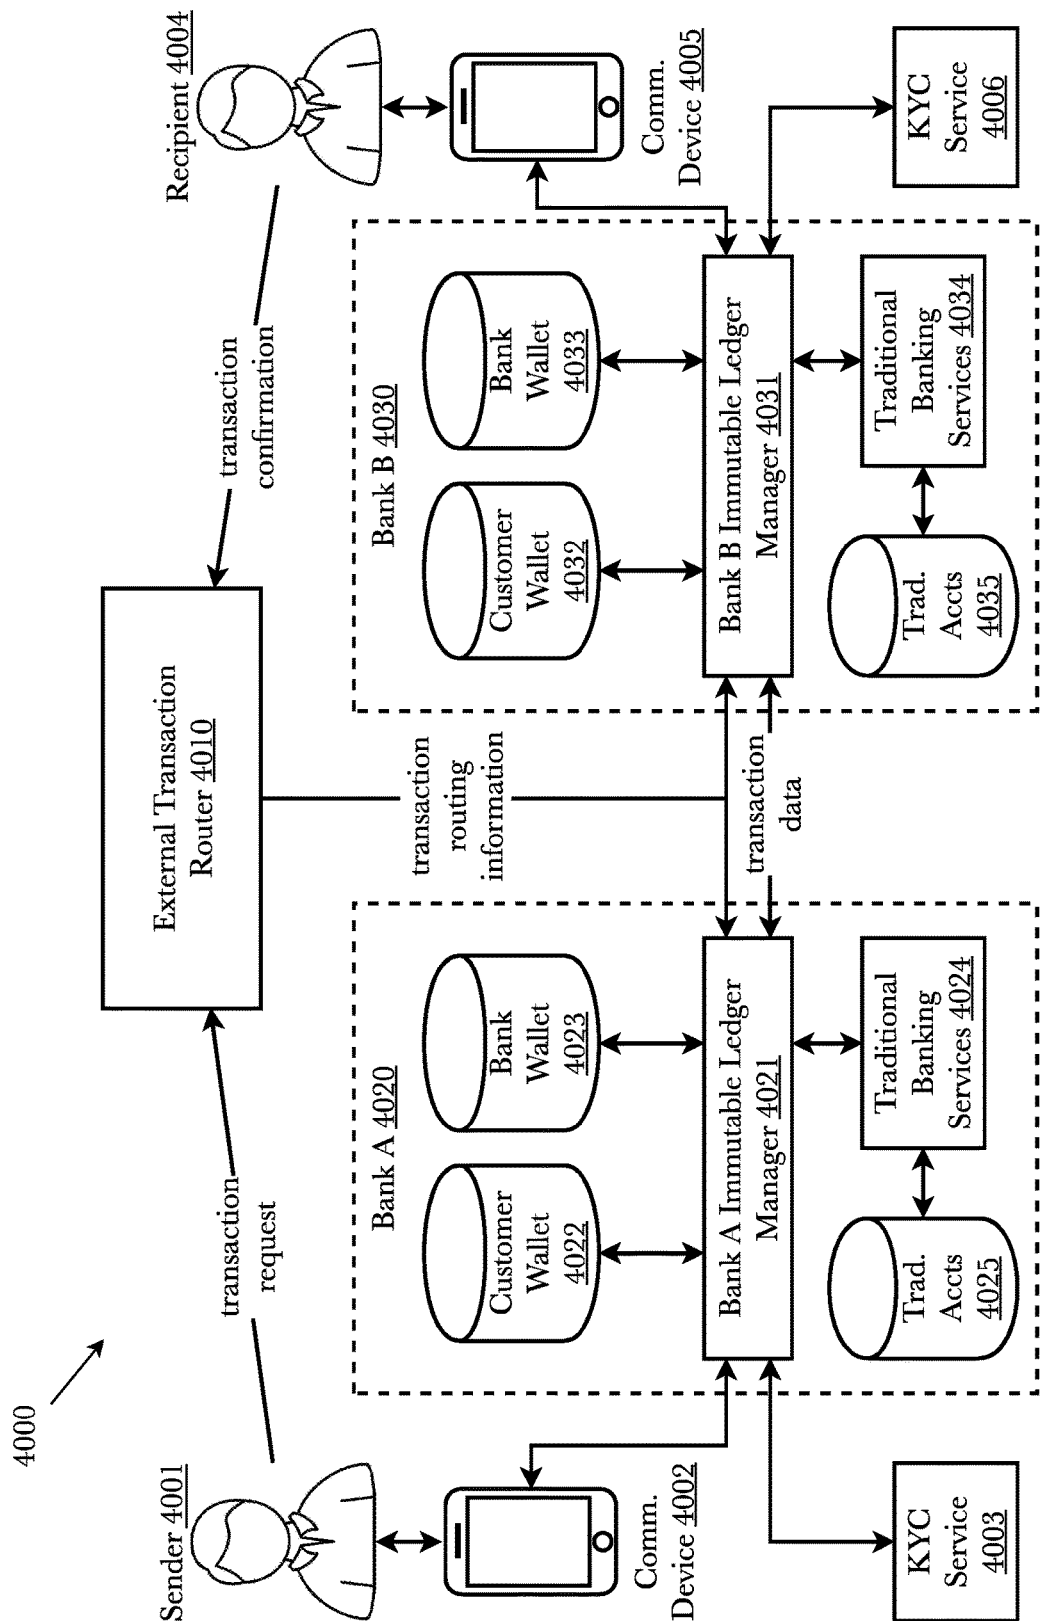 4000
Sender 4001
Recipient 4004
External Transaction
Router 4010
transaction
request
transaction
confirmation
transaction
routing
information
Comm.
Device 4002
Comm.
Device 4005
Bank A 4020
Customer
Wallet
4022
Bank
Wallet
4023
Bank A Immutable Ledger
Manager 4021
Trad.
Accts
4025
Traditional
Banking
Services 4024
transaction
data
Bank B 4030
Customer
Wallet
4032
Bank
Wallet
4033
Bank B Immutable Ledger
Manager 4031
Trad.
Accts
4035
Traditional
Banking
Services 4034
KYC
Service
4003
KYC
Service
4006